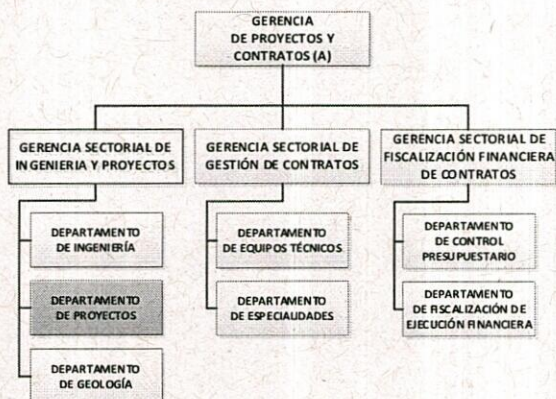 GERENCIA
DE PROYECTOS Y
CONTRATOS (A)
GERENCIA SECTORIAL DE
INGENIERIA Y PROYECTOS
GERENCIA SECTORIAL DE
GESTIÓN DE CONTRATOS
GERENCIA SECTORIAL DE
FISCALIZACIÓN FINANCIERA
DE CONTRATOS
DEPARTAMENTO
DE INGENIERÍA
DEPARTAMENTO
DE PROYECTOS
DEPARTAMENTO
DE GEOLOGÍA
DEPARTAMENTO
DE EQUIPOS TÉCNICOS
DEPARTAMENTO
DE ESPECIALIDADES
DEPARTAMENTO
DE CONTROL
PRESUPUESTARIO
DEPARTAMENTO
DE FISCALIZACIÓN DE
EJECUCIÓN FINANCIERA